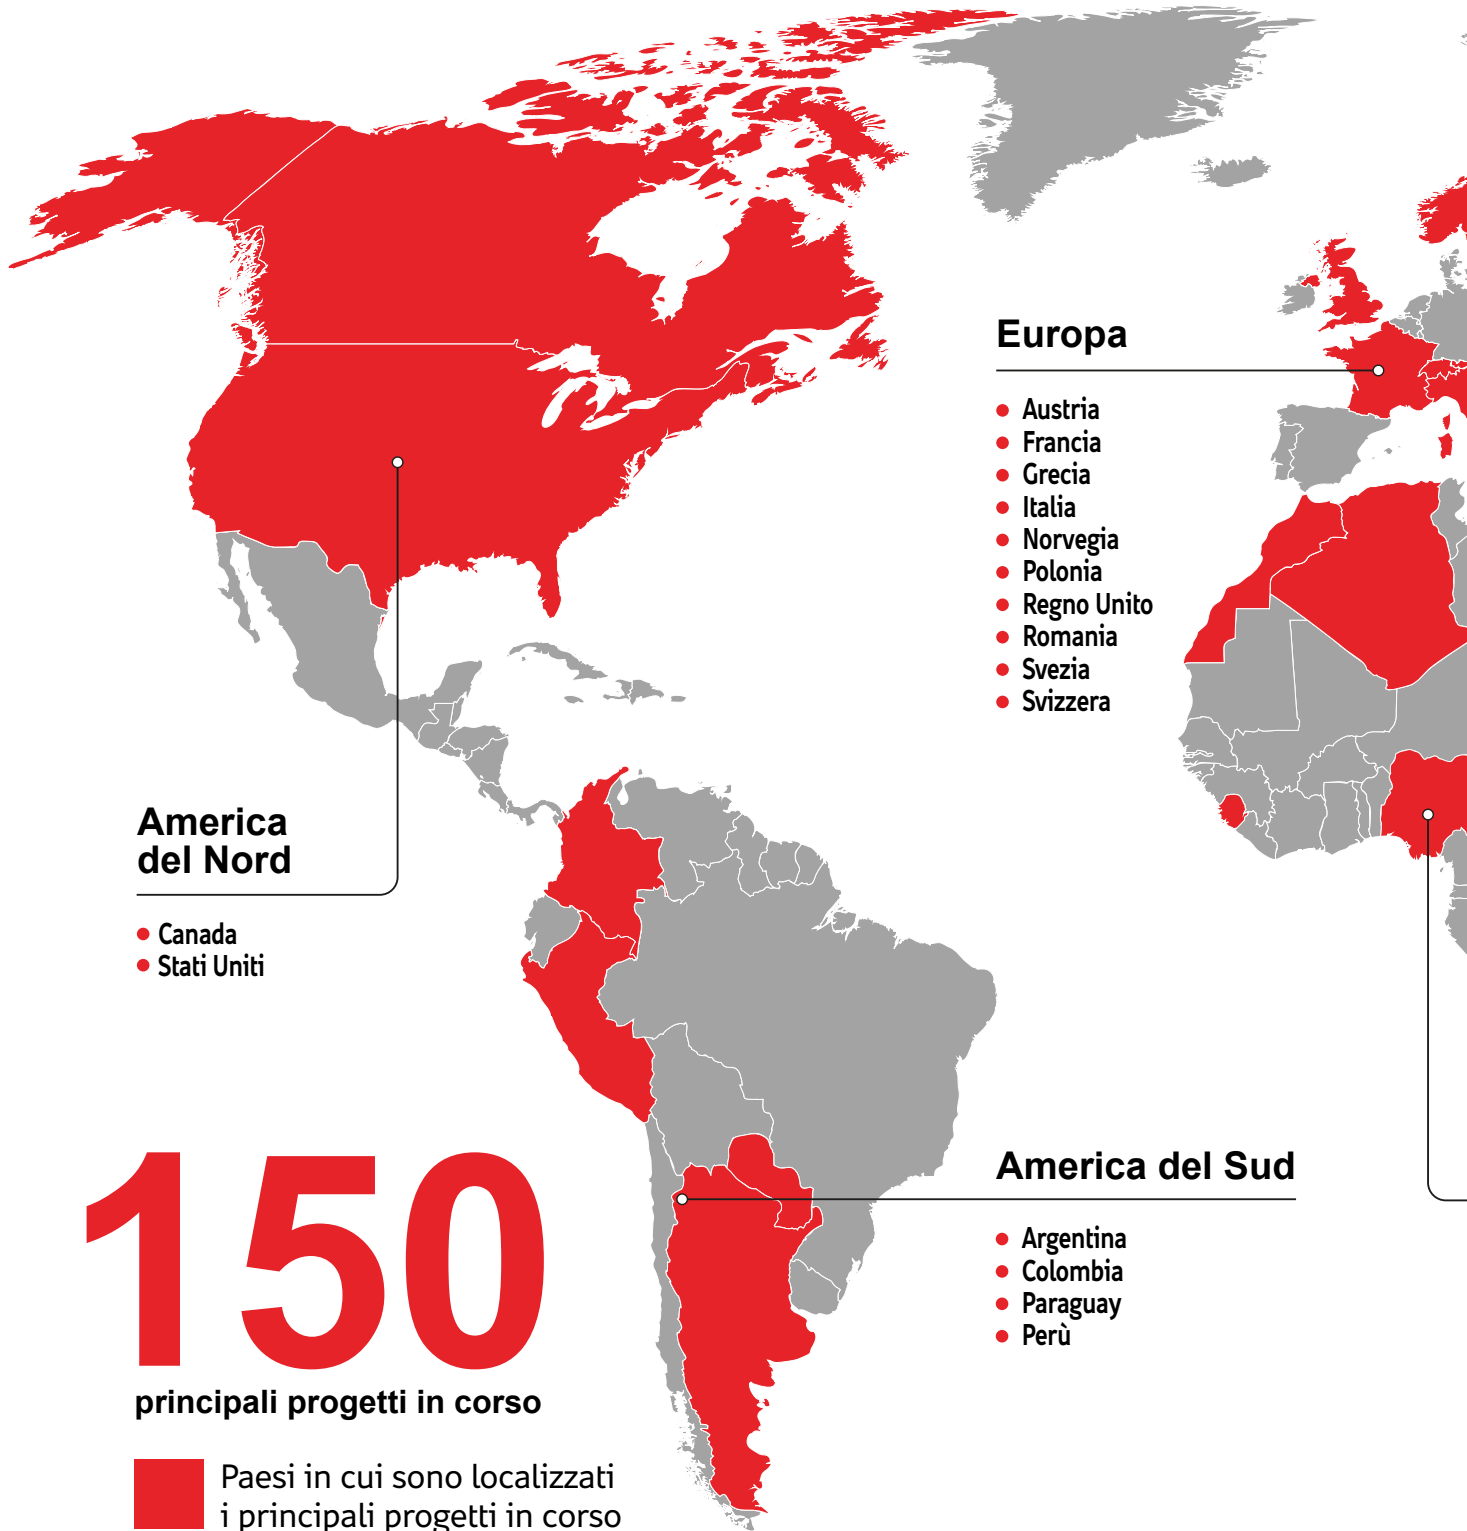 Europa
Austria
Francia
Grecia
Italia
Norvegia
Polonia
Regno Unito
Romania
Svezia
Svizzera
America
del Nord
Canada
Stati Uniti
America del Sud
Argentina
Colombia
Paraguay
Perù
150
principali progetti in corso
Paesi in cui sono localizzati
i principali progetti in corso